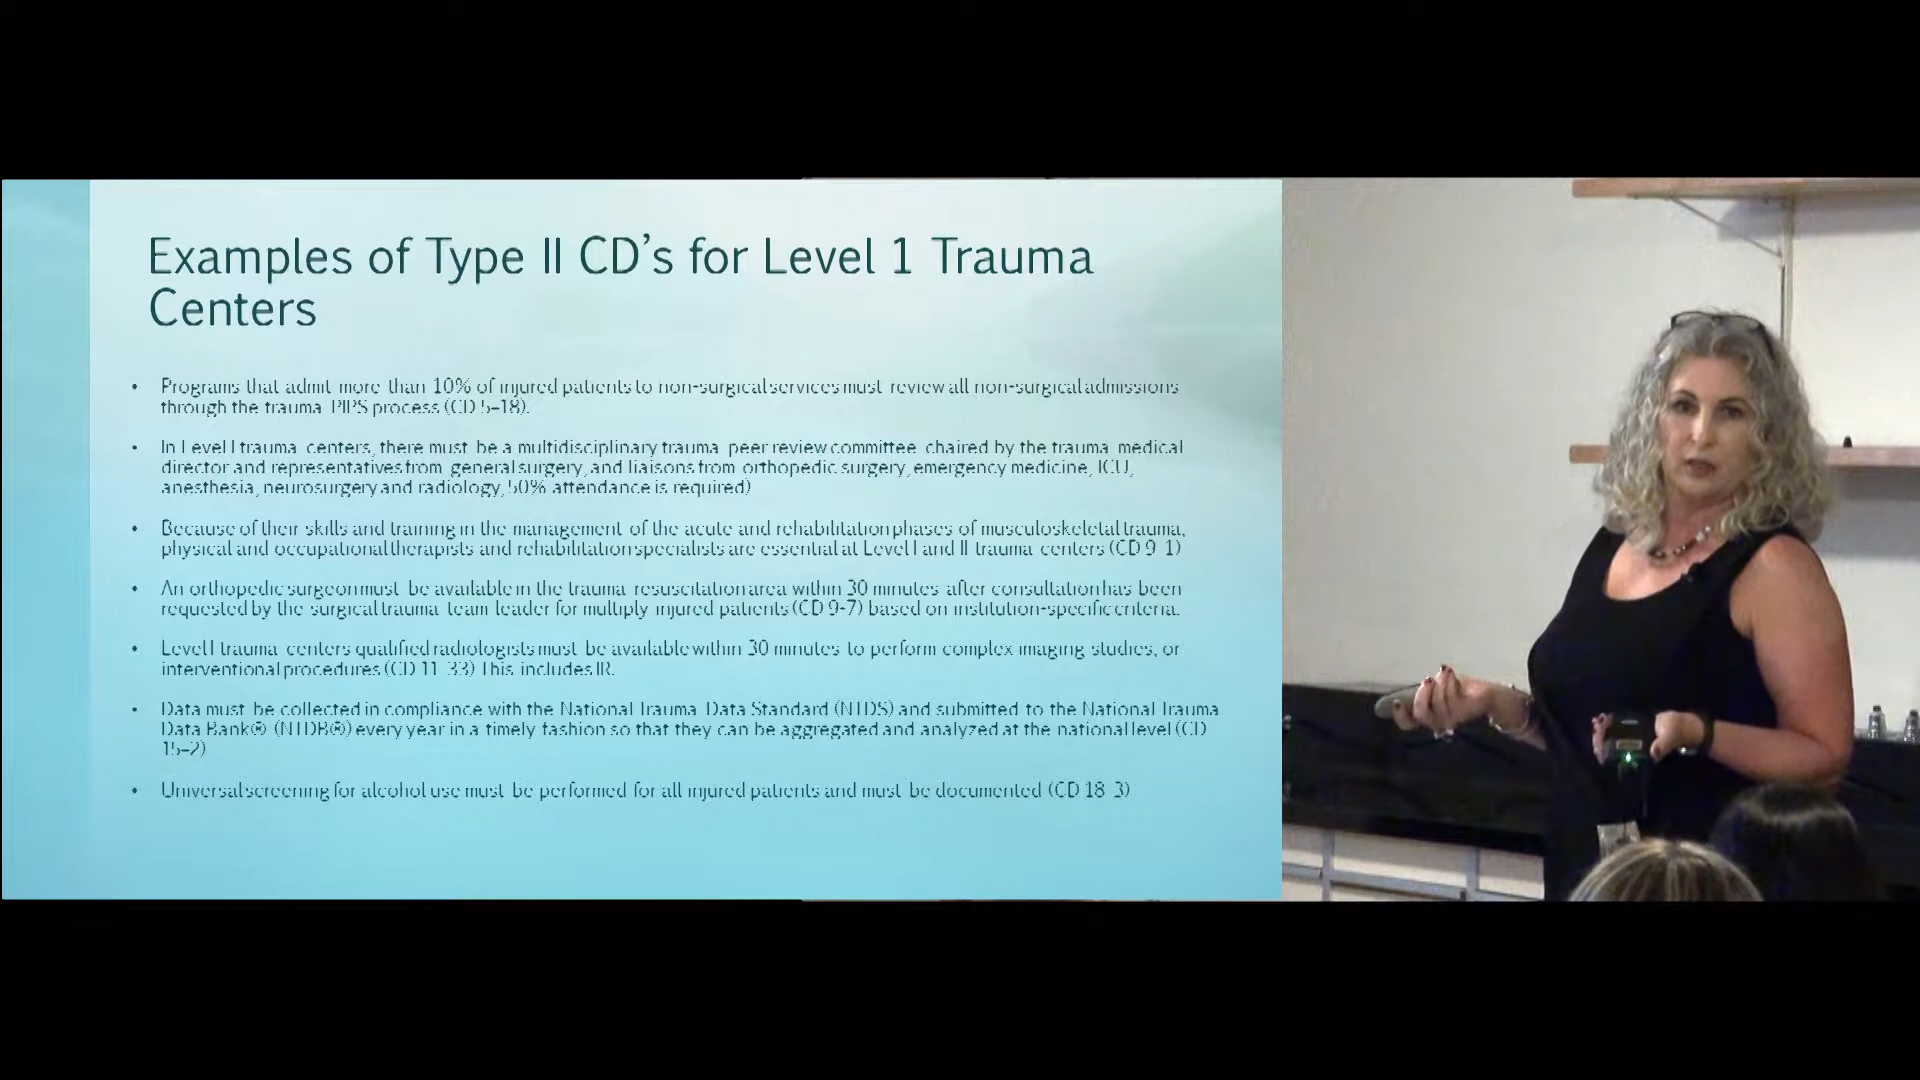 Examples of Type II CD's for Level 1 Trauma
Centers
• Programs that admit more than 10% of injured patients to non-surgical services must review all non-surgical admissions
through the trauma PIPS process (CD 5–18).
• In Level I trauma centers, there must be a multidisciplinary trauma peer review committee chaired by the trauma medical
director and representatives from general surgery, and liaisons from orthopedic surgery, emergency medicine, ICU,
anesthesia, neurosurgery and radiology, 50% attendance is required)
• Because of their skills and training in the management of the acute and rehabilitation phases of musculoskeletal trauma,
physical and occupational therapists and rehabilitation specialists are essential at Level I and II trauma centers (CD 9–1)
• An orthopedic surgeon must be available in the trauma resuscitation area within 30 minutes after consultation has been
requested by the surgical trauma team leader for multiply injured patients (CD 9-7) based on institution-specific criteria.
• Level I trauma centers qualified radiologists must be available within 30 minutes to perform complex imaging studies, or
interventional procedures (CD 11–33) This includes IR.
• Data must be collected in compliance with the National Trauma Data Standard (NTDS) and submitted to the National Trauma
Data Bank® (NTDB®) every year in a timely fashion so that they can be aggregated and analyzed at the national level (CD
15–2)
• Universal screening for alcohol use must be performed for all injured patients and must be documented (CD 18–3)